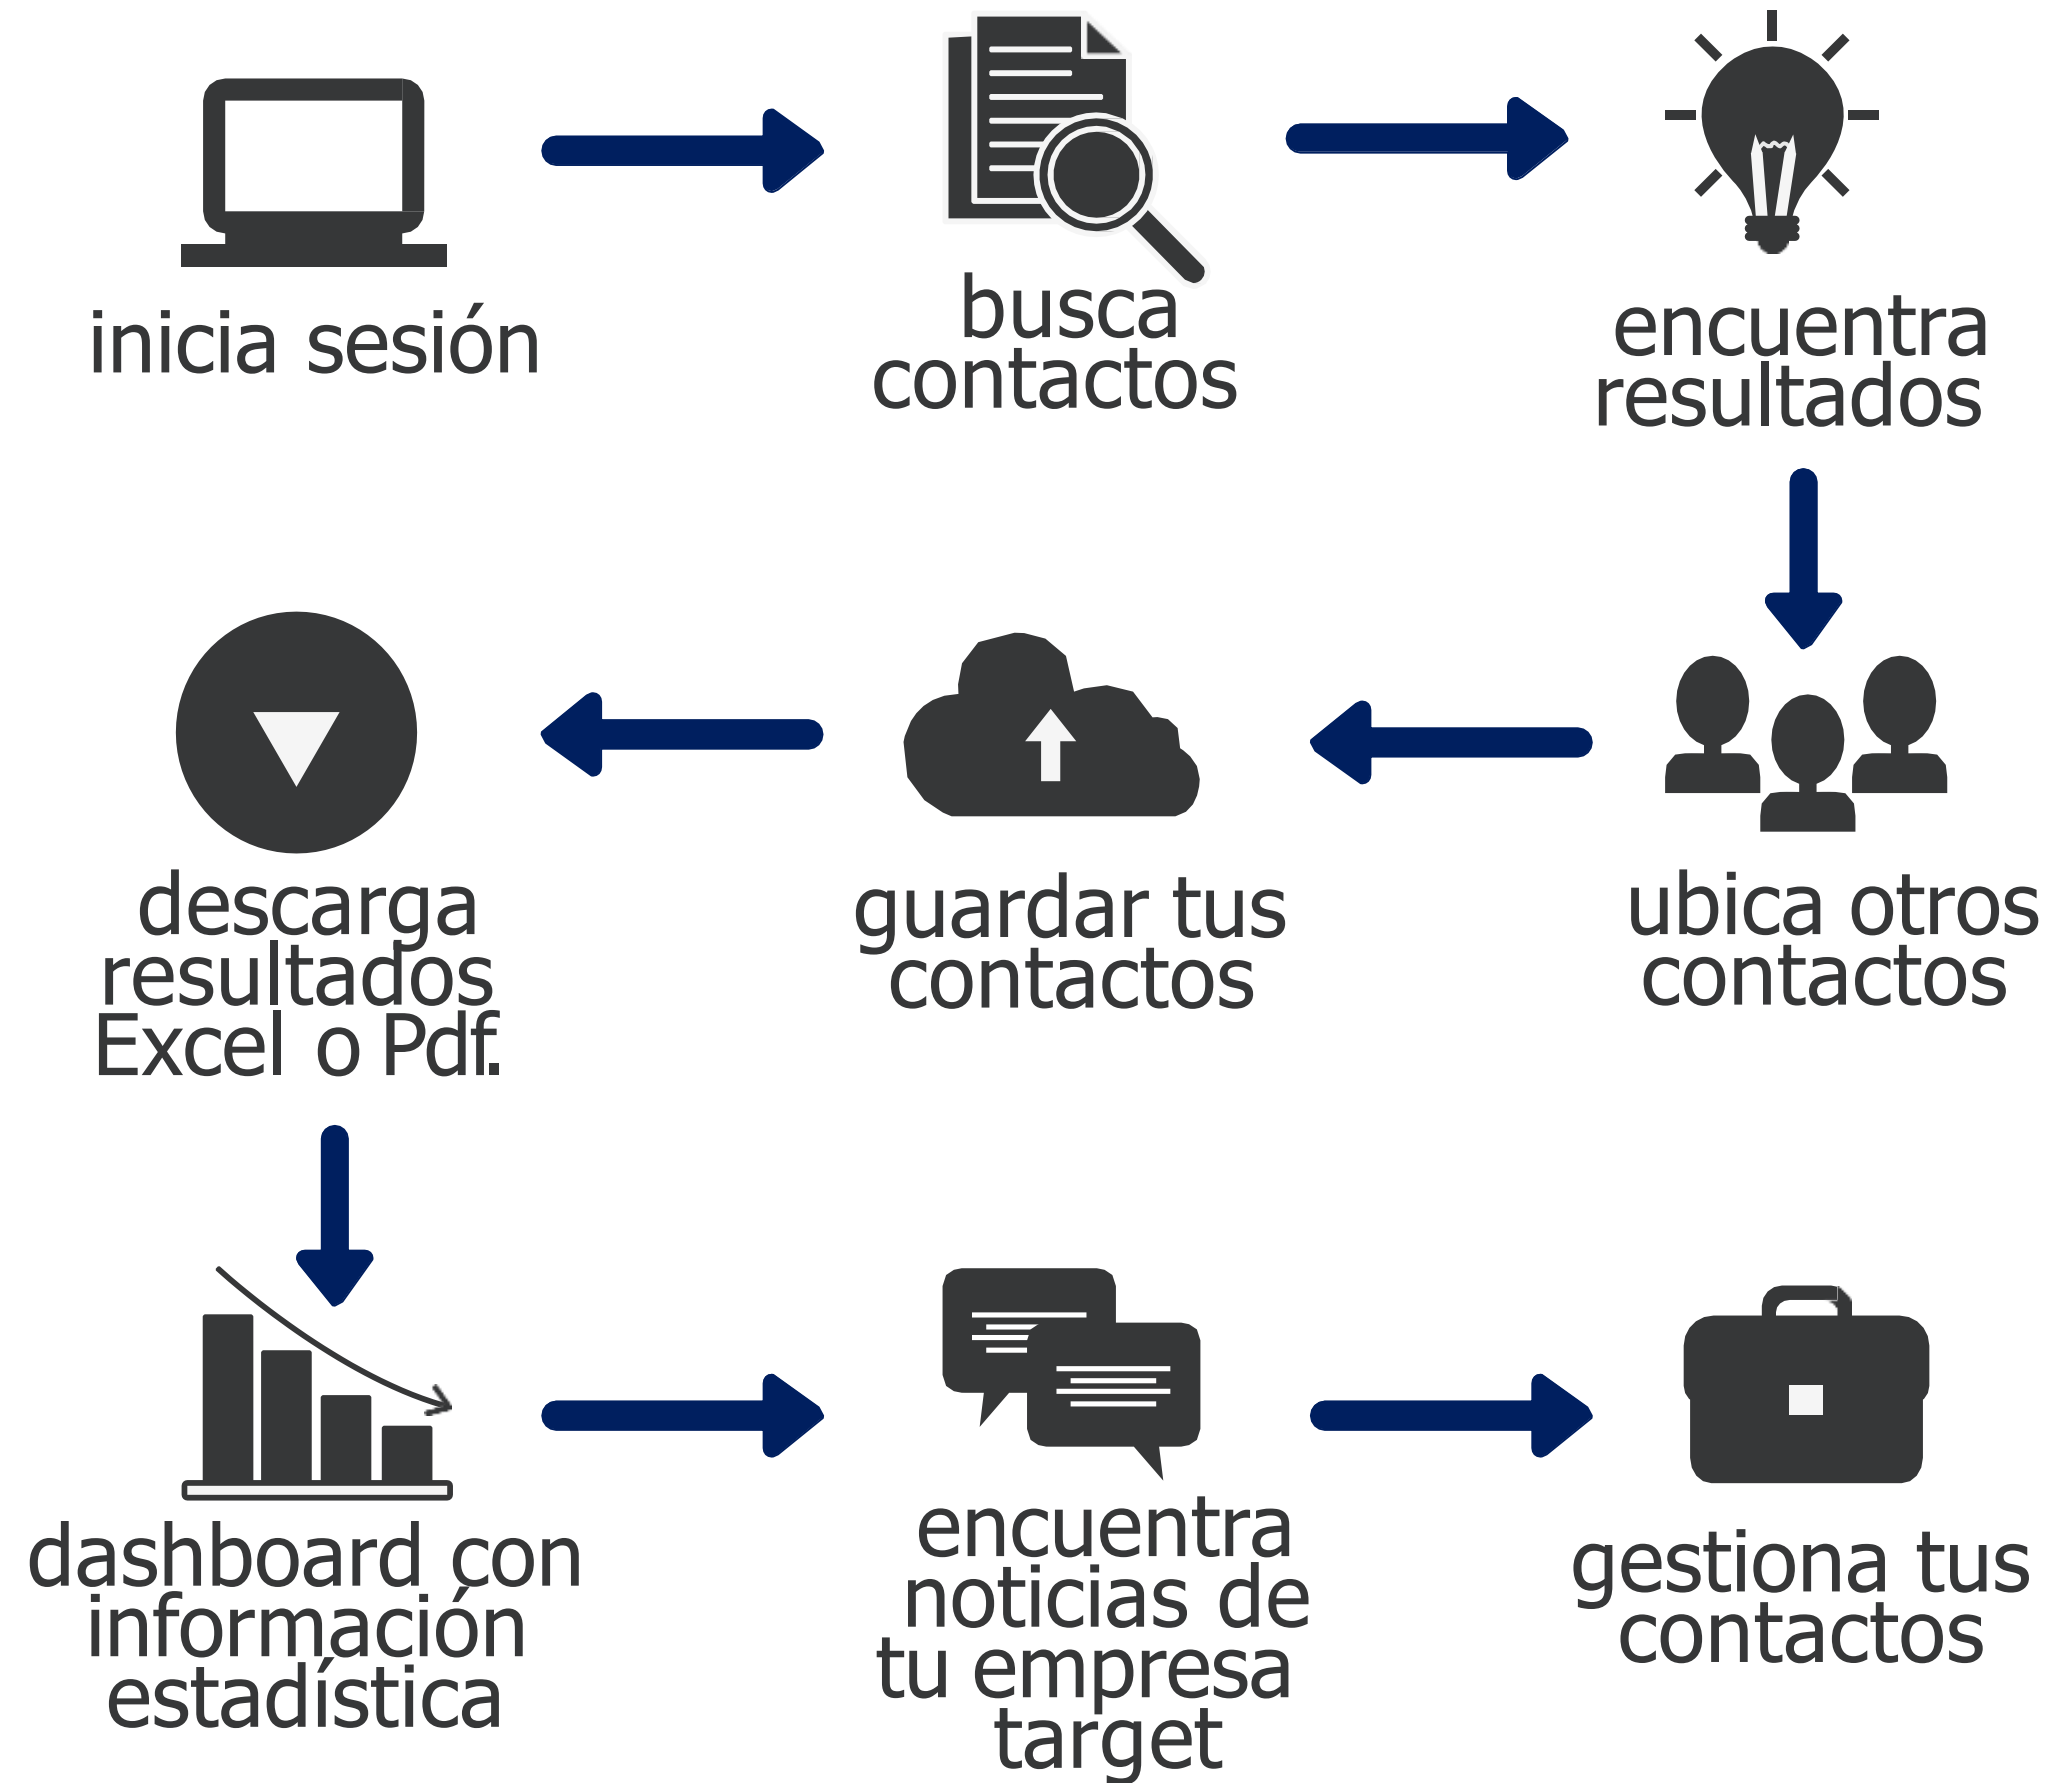 inicia sesión
busca
contactos
encuentra
resultados
ubica otros
contactos
guardar tus
contactos
descarga
resultados
Excel o Pdf.
dashboard con
información
estadística
encuentra
noticias de
tu empresa
target
gestiona tus
contactos